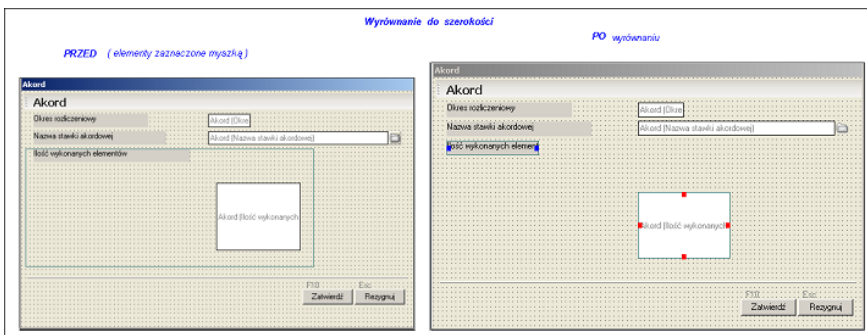 Wyrównanie do szerokości
PRZED ( elementy zaznaczone myszką )
Akord
Akord
Okres rozliczeniowy
Akord (Okre
Nazwa stawki akordowej
Akord (Nazwa stawki akordowej)
Ilość wykonanych elementów
Akord (Ilość wykonanych
F10 Esc
Zatwierdź Rezygnuj
PO wyrównaniu
Akord
Akord
Okres rozliczeniowy
Akord (Okre
Nazwa stawki akordowej
Akord (Nazwa stawki akordowej)
Ilość wykonanych element
Akord (Ilość wykonanych
F10 Esc
Zatwierdź Rezygnuj